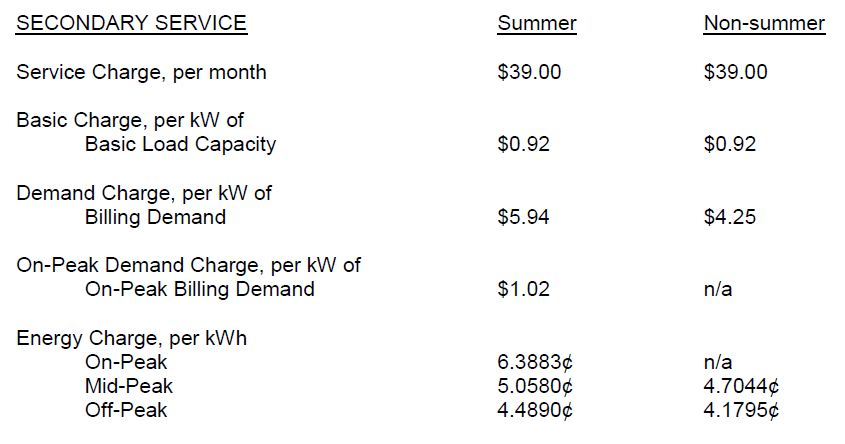 SECONDARY SERVICE Summer Non-summer
Service Charge, per month $39.00 $39.00
Basic Charge, per kW of
Basic Load Capacity $0.92 $0.92
Demand Charge, per kW of
Billing Demand $5.94 $4.25
On-Peak Demand Charge, per kW of
On-Peak Billing Demand $1.02 n/a
Energy Charge, per kWh
On-Peak 6.3883¢ n/a
Mid-Peak 5.0580¢ 4.7044¢
Off-Peak 4.4890¢ 4.1795¢